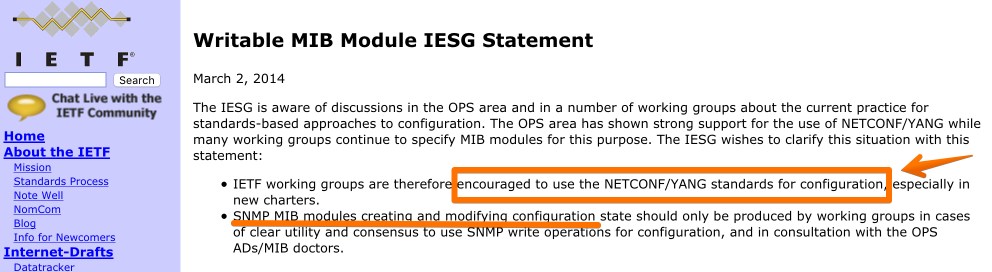 I E T F®
Search
Chat Live with the
IETF Community
Home
About the IETF
Mission
Standards Process
Note Well
NomCom
Blog
Info for Newcomers
Internet-Drafts
Datatracker
Writable MIB Module IESG Statement
March 2, 2014
The IESG is aware of discussions in the OPS area and in a number of working groups about the current practice for
standards-based approaches to configuration. The OPS area has shown strong support for the use of NETCONF/YANG while
many working groups continue to specify MIB modules for this purpose. The IESG wishes to clarify this situation with this
statement:
• IETF working groups are therefore encouraged to use the NETCONF/YANG standards for configuration, especially in
new charters.
• SNMP MIB modules creating and modifying configuration state should only be produced by working groups in cases
of clear utility and consensus to use SNMP write operations for configuration, and in consultation with the OPS
ADs/MIB doctors.